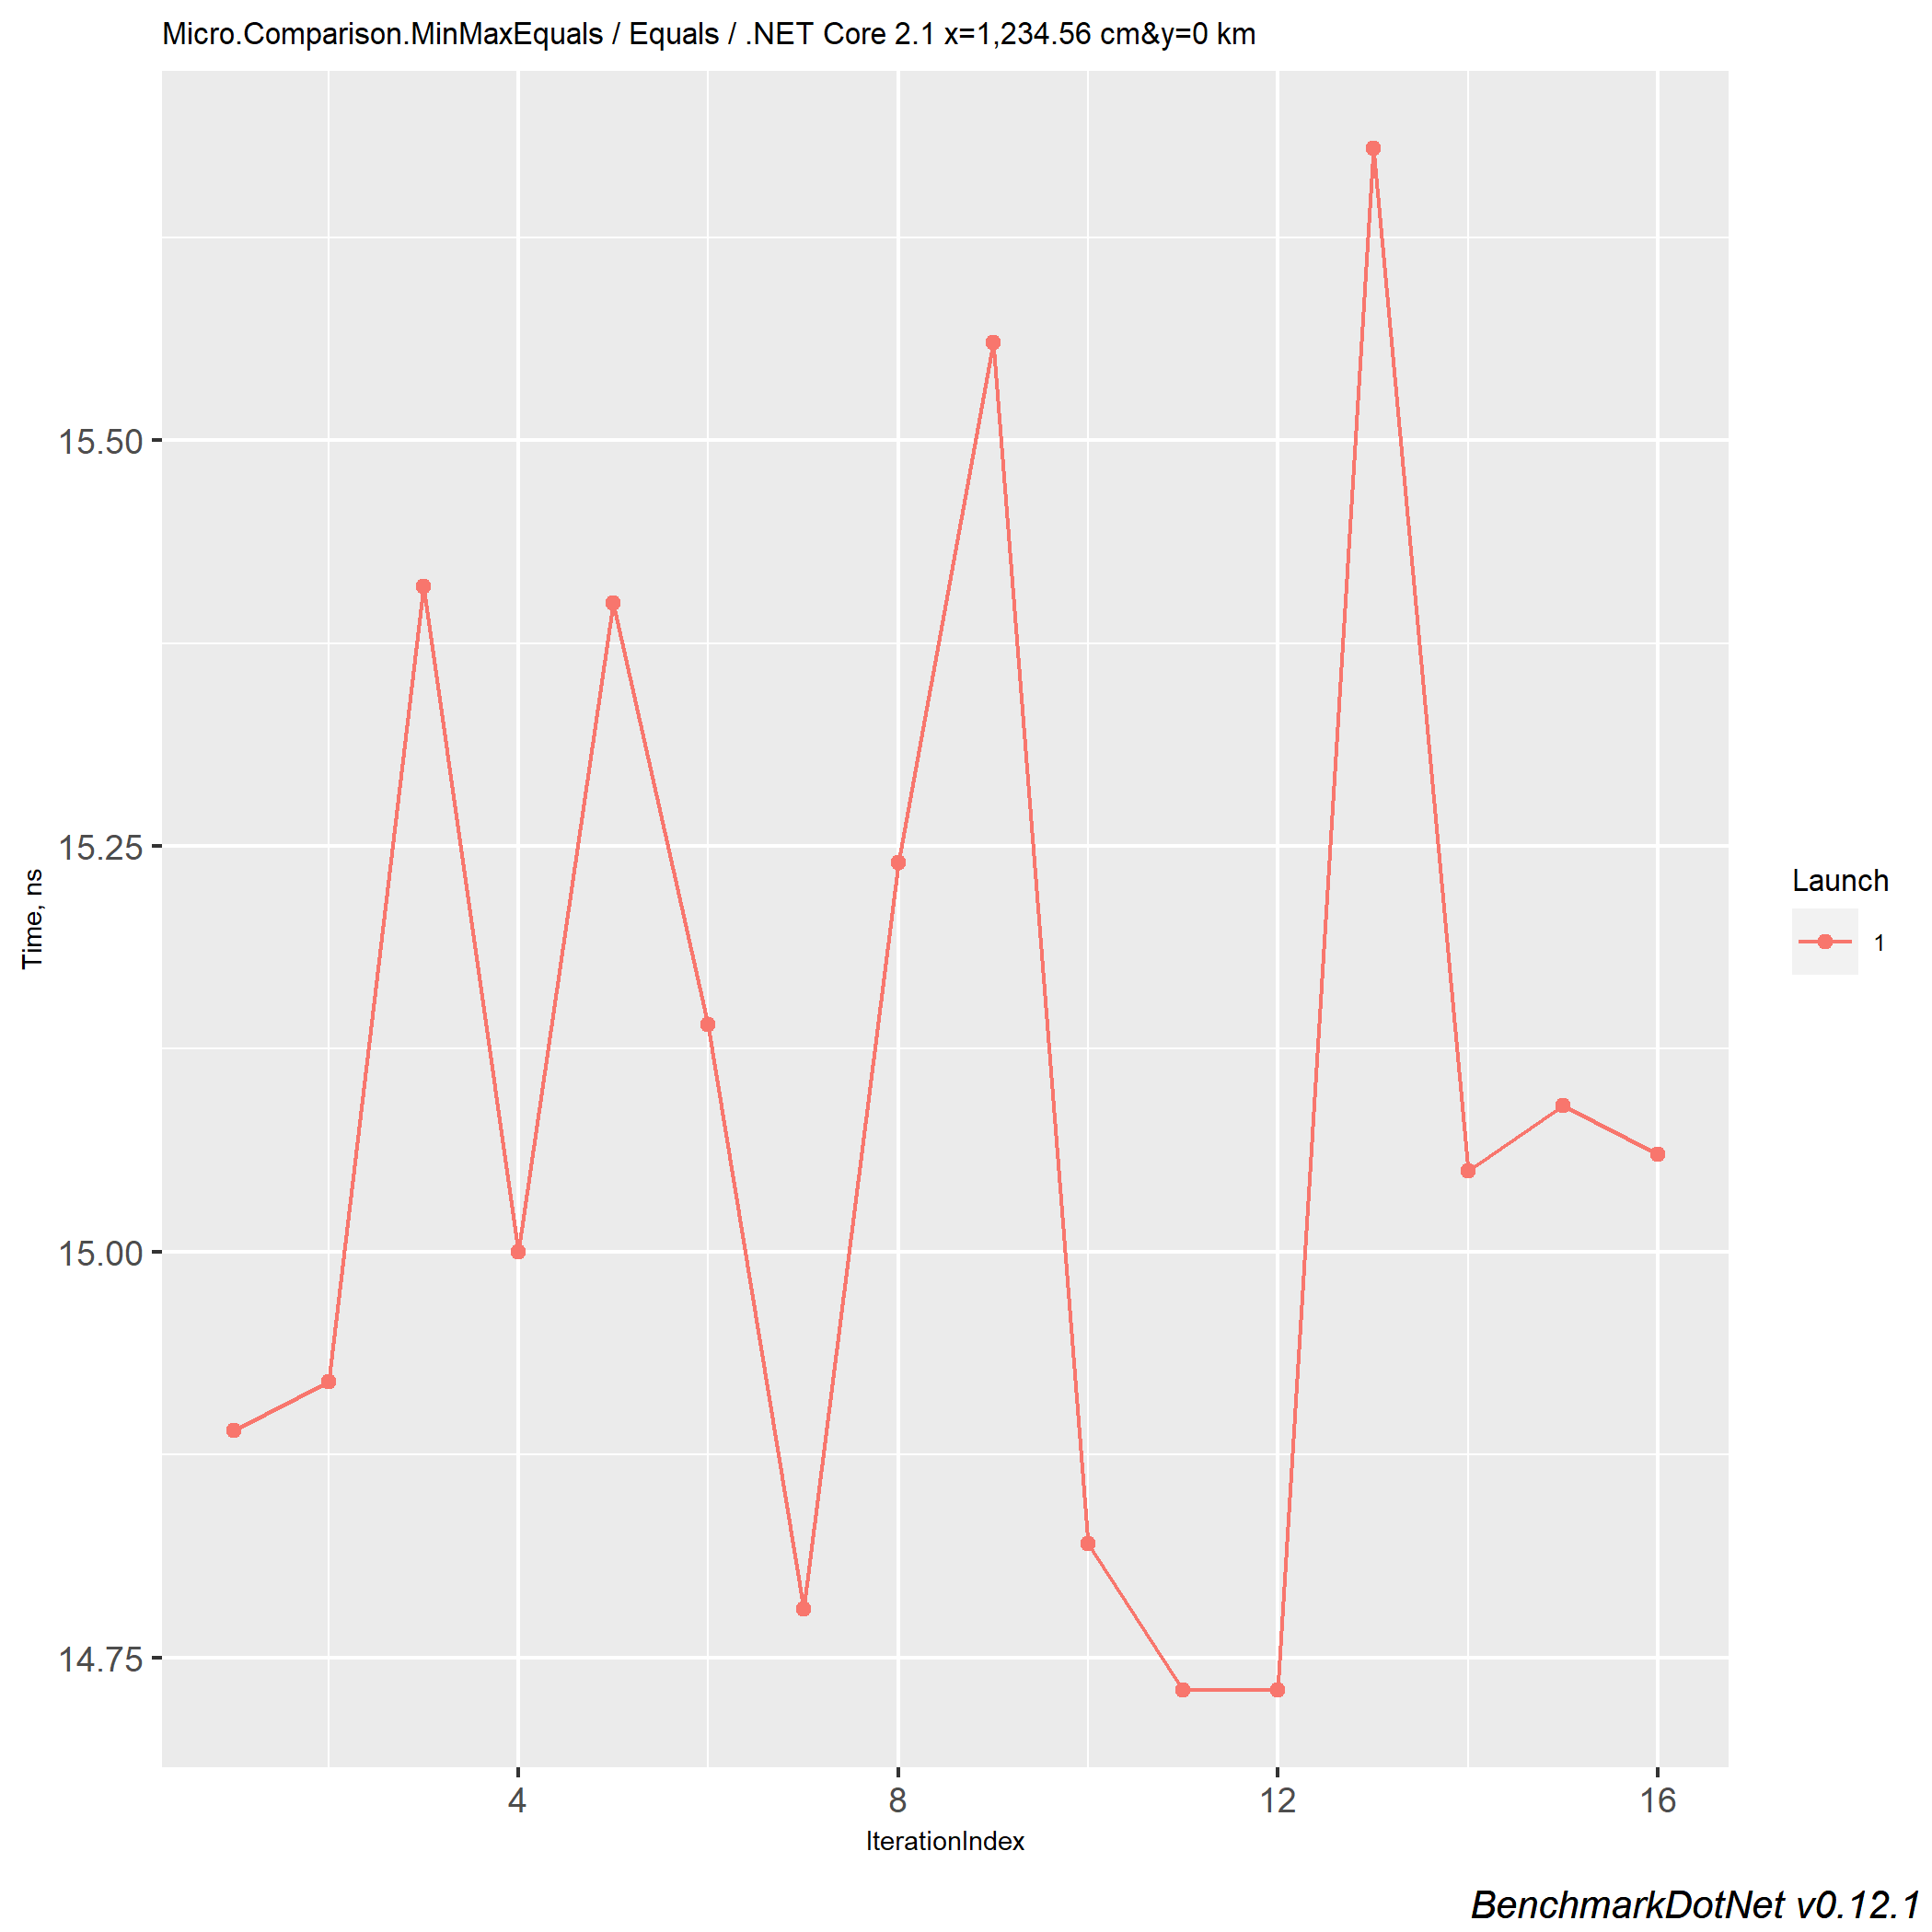 Micro.Comparison.MinMaxEquals / Equals / .NET Core 2.1 x=1,234.56 cm&y=0 km
15.50
15.25
15.00
14.75
Time, ns
4 8 12 16
IterationIndex
Launch
1
BenchmarkDotNet v0.12.1